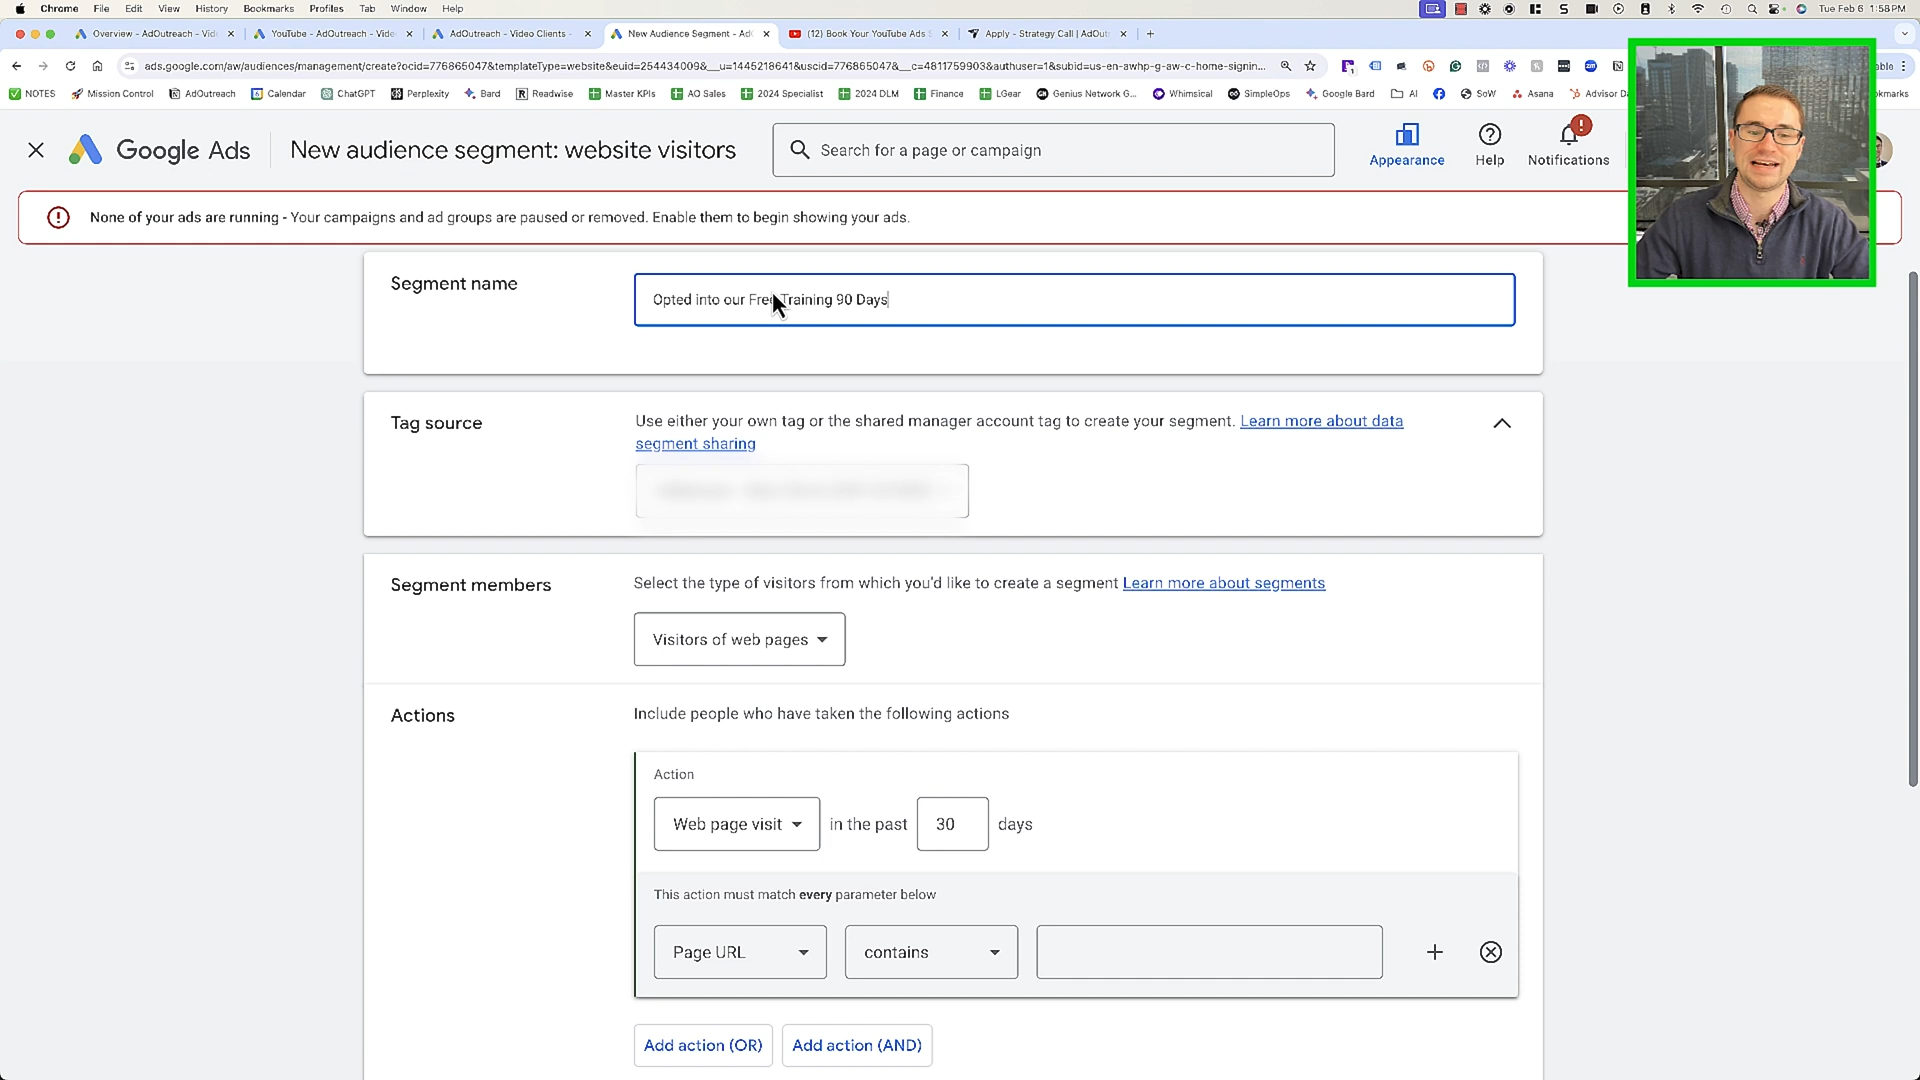 Chrome File Edit View History Bookmarks Profiles Tab Window Help Tue Feb 6 1:58PM
Overview - AdOutreach - Vid YouTube - AdOutreach - Video AdOutreach - Video Clients - New Audience Segment - Ad (12) Book Your YouTube Ads S Apply - Strategy Call | AdOut
ads.google.com/aw/audiences/management/create?ocid=776865047&templateType=website&euid=254434009&__u=1445218641&uscid=776865047&__c=4811759903&authuser=1&subid=us-en-awhp-g-aw-c-home-signin...
NOTES Mission Control AdOutreach Calendar ChatGPT Perplexity Bard Readwise Master KPIs AO Sales 2024 Specialist 2024 DLM Finance LGear Genius Network G... Whimsical SimpleOps Google Bard AI SoW Asana Advisor
Google Ads New audience segment: website visitors Search for a page or campaign
Appearance Help Notifications
None of your ads are running - Your campaigns and ad groups are paused or removed. Enable them to begin showing your ads.
Segment name
Opted into our Free Training 90 Days
Tag source
Use either your own tag or the shared manager account tag to create your segment. Learn more about data
segment sharing
Segment members
Select the type of visitors from which you'd like to create a segment Learn more about segments
Visitors of web pages
Actions
Include people who have taken the following actions
Action
Web page visit in the past 30 days
This action must match every parameter below
Page URL contains
Add action (OR) Add action (AND)